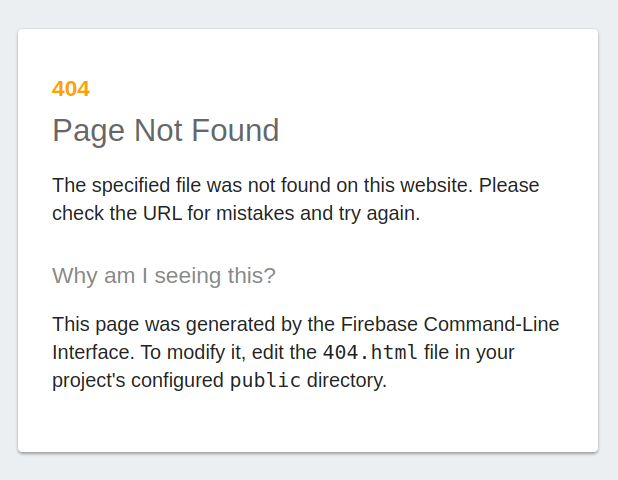 404
Page Not Found
The specified file was not found on this website. Please
check the URL for mistakes and try again.
Why am I seeing this?
This page was generated by the Firebase Command-Line
Interface. To modify it, edit the 404.html file in your
project's configured public directory.